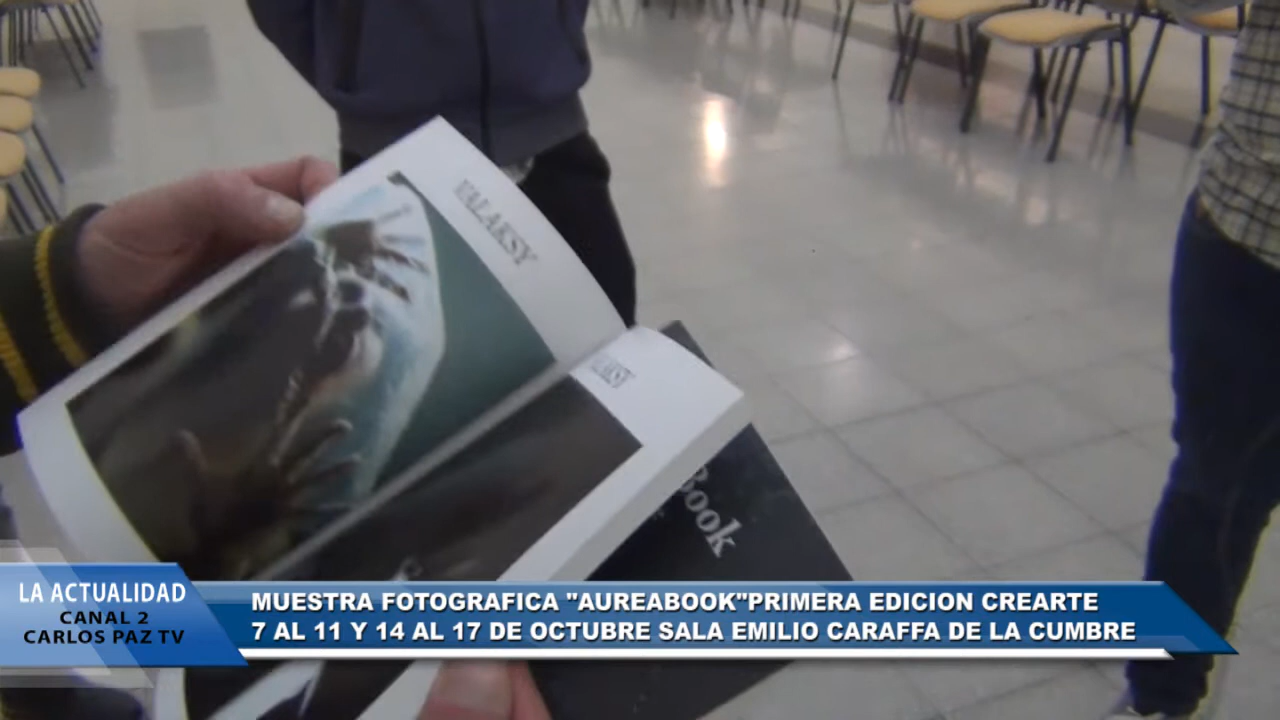 VALAKSY
Book
LA ACTUALIDAD
CANAL 2
CARLOS PAZ TV
MUESTRA FOTOGRAFICA "AUREABOOK"PRIMERA EDICION CREARTE
7 AL 11 Y 14 AL 17 DE OCTUBRE SALA EMILIO CARAFFA DE LA CUMBRE